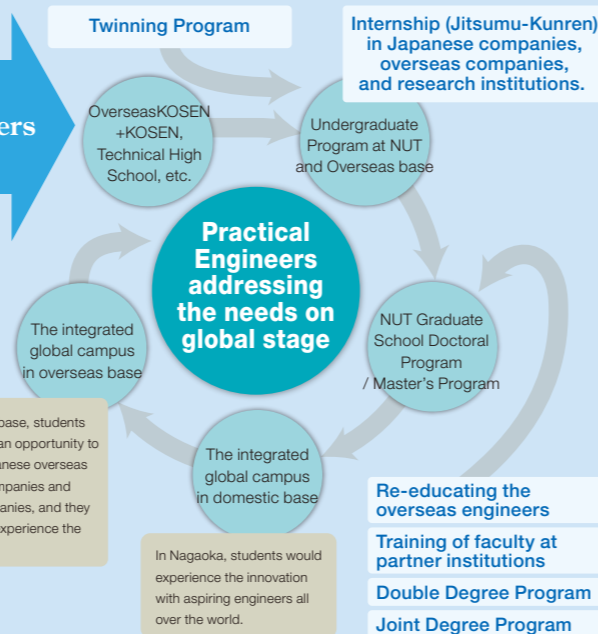 Twinning Program
Internship (Jitsumu-Kunren)
in Japanese companies,
overseas companies,
and research institutions.
ers
OverseasKOSEN
+KOSEN,
Technical High
School, etc.
Undergraduate
Program at NUT
and Overseas base
Practical
Engineers
addressing
the needs on
global stage
The integrated
global campus
in overseas base
NUT Graduate
School Doctoral
Program
/ Master's Program
base, students
an opportunity to
anese overseas
mpanies and
panies, and they
experience the
The integrated
global campus
in domestic base
In Nagaoka, students would
experience the innovation
with aspiring engineers all
over the world.
Re-educating the
overseas engineers
Training of faculty at
partner institutions
Double Degree Program
Joint Degree Program